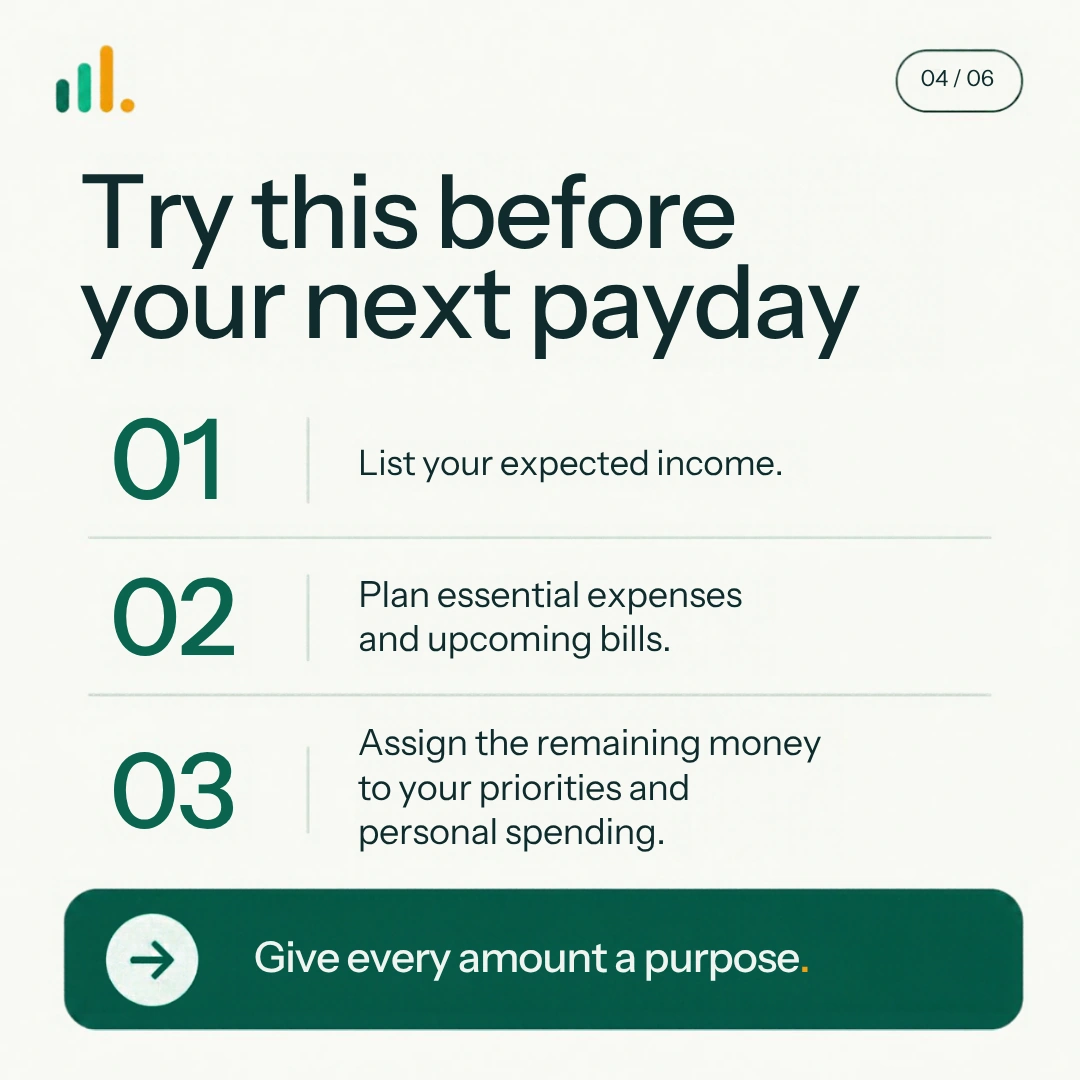 04 / 06
Try this before
your next payday
01
List your expected income.
02
Plan essential expenses
and upcoming bills.
03
Assign the remaining money
to your priorities and
personal spending.
Give every amount a purpose.